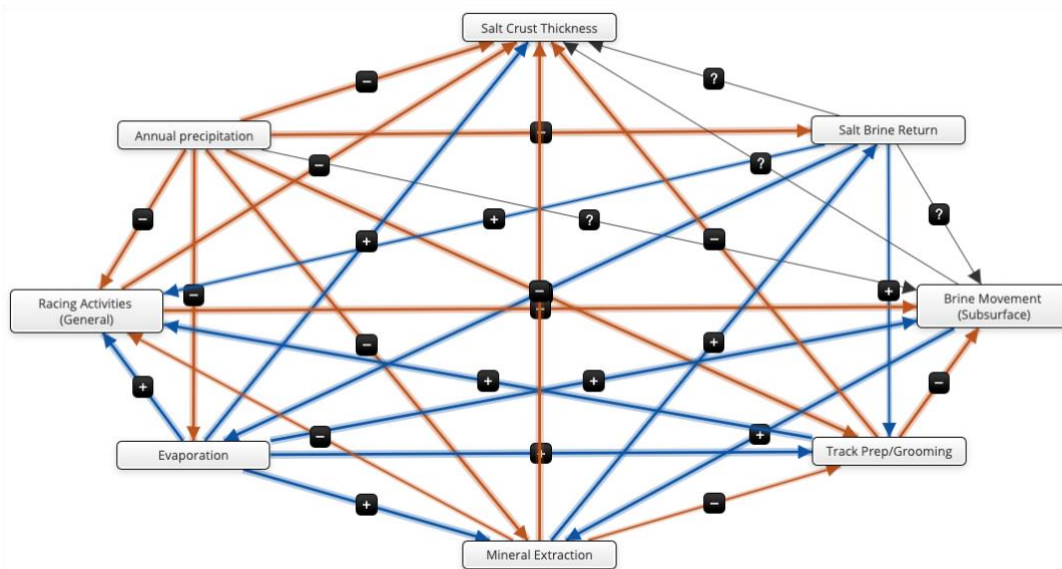 Salt Crust Thickness
−
?
Annual precipitation
−
Salt Brine Return
−
?
−
+
?
?
+
−
Racing Activities
(General)
−
−
−
+
Brine Movement
(Subsurface)
−
+
+
+
+
−
−
+
Evaporation
+
Track Prep/Grooming
+
−
Mineral Extraction